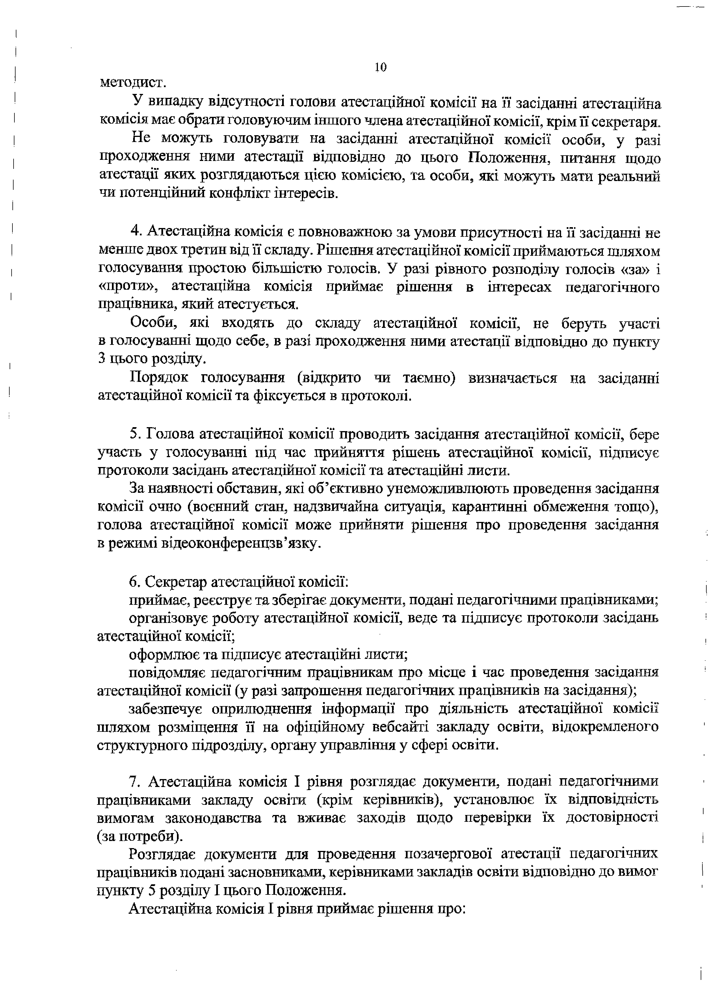 10
методист.
У випадку відсутності голови атестаційної комісії на її засіданні атестаційна
комісія має обрати головуючим іншого члена атестаційної комісії, крім її секретаря.
Не можуть головувати на засіданні атестаційної комісії особи, у разі
проходження ними атестації відповідно до цього Положення, питання щодо
атестації яких розглядаються цією комісією, та особи, які можуть мати реальний
чи потенційний конфлікт інтересів.
4. Атестаційна комісія є повноважною за умови присутності на її засіданні не
менше двох третин від її складу. Рішення атестаційної комісії приймаються шляхом
голосування простою більшістю голосів. У разі рівного розподілу голосів «за» і
«проти», атестаційна комісія приймає рішення в інтересах педагогічного
працівника, який атестується.
Особи, які входять до складу атестаційної комісії, не беруть участі
в голосуванні щодо себе, в разі проходження ними атестації відповідно до пункту
3 цього розділу.
Порядок голосування (відкрито чи таємно) визначається на засіданні
атестаційної комісії та фіксується в протоколі.
5. Голова атестаційної комісії проводить засідання атестаційної комісії, бере
участь у голосуванні під час прийняття рішень атестаційної комісії, підписує
протоколи засідань атестаційної комісії та атестаційні листи.
За наявності обставин, які об’єктивно унеможливлюють проведення засідання
комісії очно (воєнний стан, надзвичайна ситуація, карантинні обмеження тощо),
голова атестаційної комісії може прийняти рішення про проведення засідання
в режимі відеоконференцзв’язку.
6. Секретар атестаційної комісії:
приймає, реєструє та зберігає документи, подані педагогічними працівниками;
організовує роботу атестаційної комісії, веде та підписує протоколи засідань
атестаційної комісії;
оформлює та підписує атестаційні листи;
повідомляє педагогічним працівникам про місце і час проведення засідання
атестаційної комісії (у разі запрошення педагогічних працівників на засідання);
забезпечує оприлюднення інформації про діяльність атестаційної комісії
шляхом розміщення її на офіційному вебсайті закладу освіти, відокремленого
структурного підрозділу, органу управління у сфері освіти.
7. Атестаційна комісія І рівня розглядає документи, подані педагогічними
працівниками закладу освіти (крім керівників), установлює їх відповідність
вимогам законодавства та вживає заходів щодо перевірки їх достовірності
(за потреби).
Розглядає документи для проведення позачергової атестації педагогічних
працівників подані засновниками, керівниками закладів освіти відповідно до вимог
пункту 5 розділу І цього Положення.
Атестаційна комісія І рівня приймає рішення про: